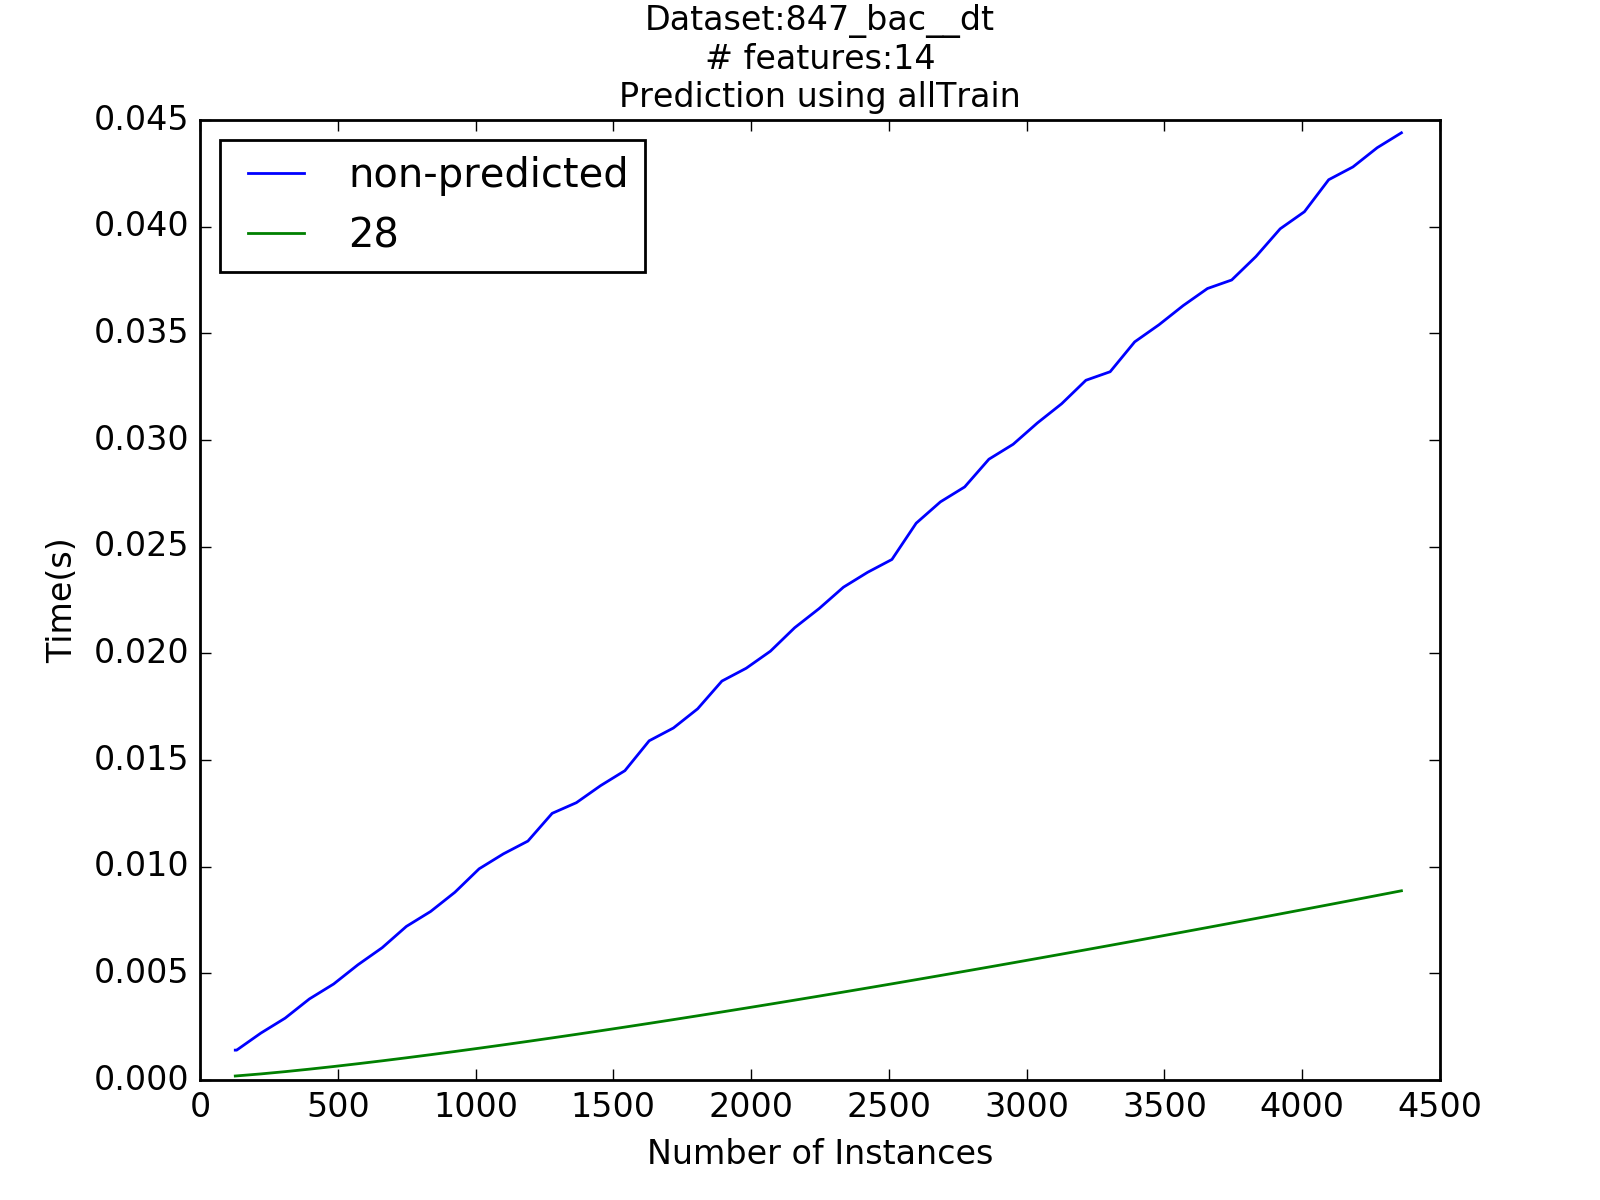 Dataset:847_bac__dt
# features:14
Prediction using allTrain
0.045
0.040
0.035
0.030
0.025
0.020
0.015
0.010
0.005
0.000
Time(s)
non-predicted
28
0 500 1000 1500 2000 2500 3000 3500 4000 4500
Number of Instances